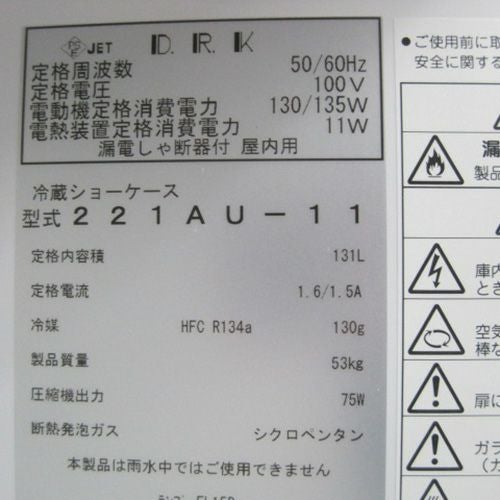 PSE JET D.R.K
定格周波数 50/60Hz
定格電圧 100V
電動機定格消費電力 130/135W
電熱装置定格消費電力 11W
漏電しゃ断器付 屋内用
冷蔵ショーケース
型式 221AU-11
定格内容積 131L
定格電流 1.6/1.5A
冷媒 HFC R134a 130g
製品質量 53kg
圧縮機出力 75W
断熱発泡ガス シクロペンタン
本製品は雨水中ではご使用できません
●ご使用前に取
安全に関する
漏
製品
庫内
とき
空気
棒な
扉に
ガラ
（ガ